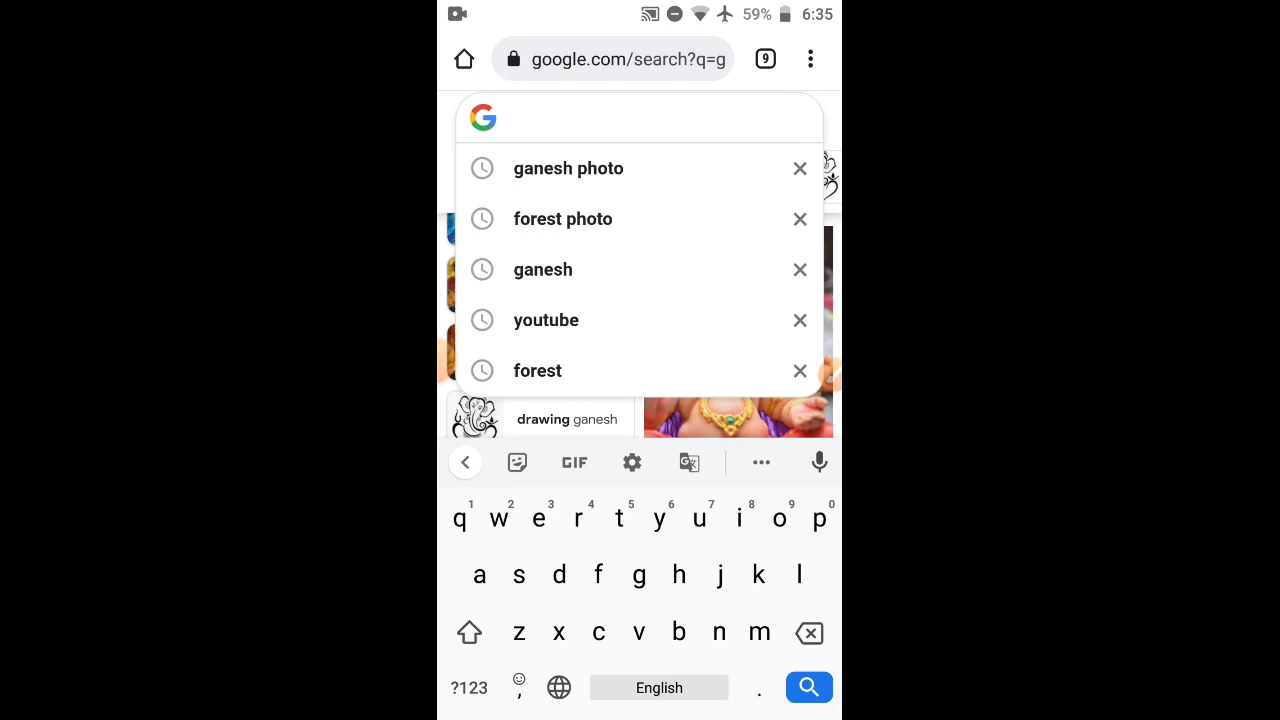 59% 6:35
google.com/search?q=g 9
ganesh photo
forest photo
ganesh
youtube
forest
drawing ganesh
GIF
1 2 3 4 5 6 7 8 9 0
q w e r t y u i o p
a s d f g h j k l
z x c v b n m
?123 , English .